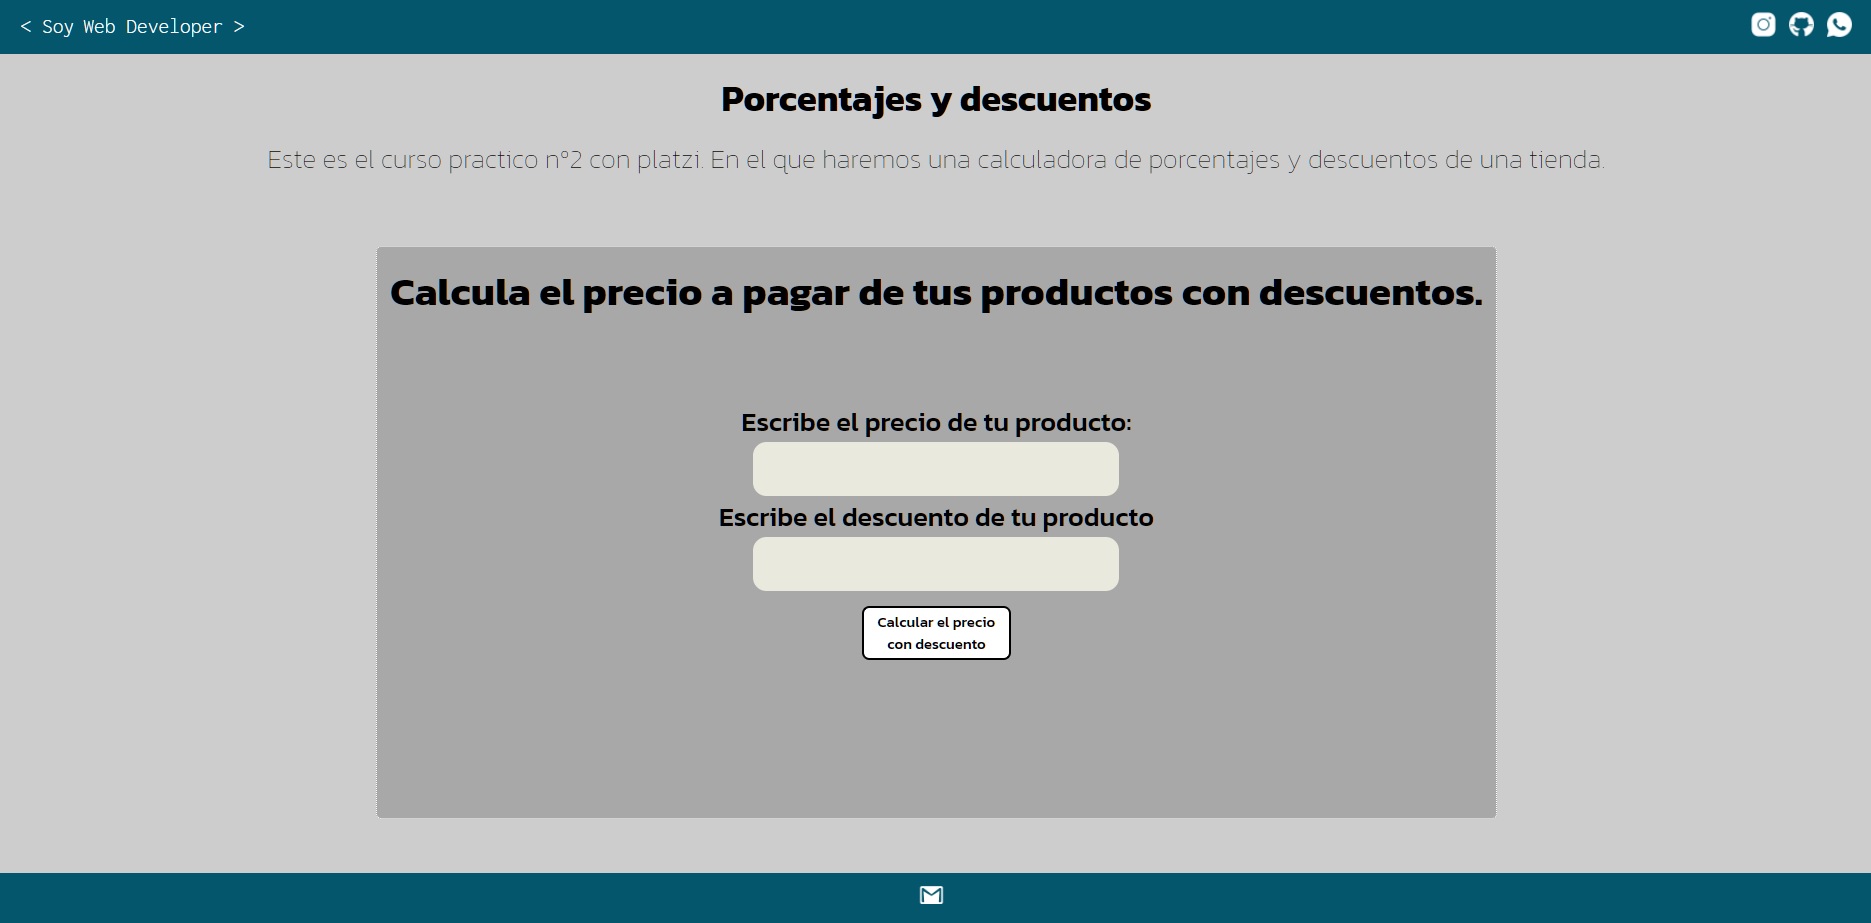 < Soy Web Developer >
Porcentajes y descuentos
Este es el curso practico n°2 con platzi. En el que haremos una calculadora de porcentajes y descuentos de una tienda.
Calcula el precio a pagar de tus productos con descuentos.
Escribe el precio de tu producto:
Escribe el descuento de tu producto
Calcular el precio
con descuento